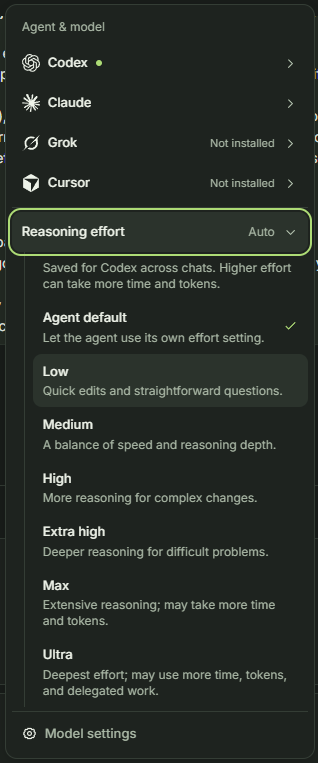 Agent & model
Codex
Claude
Grok Not installed
Cursor Not installed
Reasoning effort Auto
Saved for Codex across chats. Higher effort
can take more time and tokens.
Agent default
Let the agent use its own effort setting.
Low
Quick edits and straightforward questions.
Medium
A balance of speed and reasoning depth.
High
More reasoning for complex changes.
Extra high
Deeper reasoning for difficult problems.
Max
Extensive reasoning; may take more time
and tokens.
Ultra
Deepest effort; may use more time, tokens,
and delegated work.
Model settings